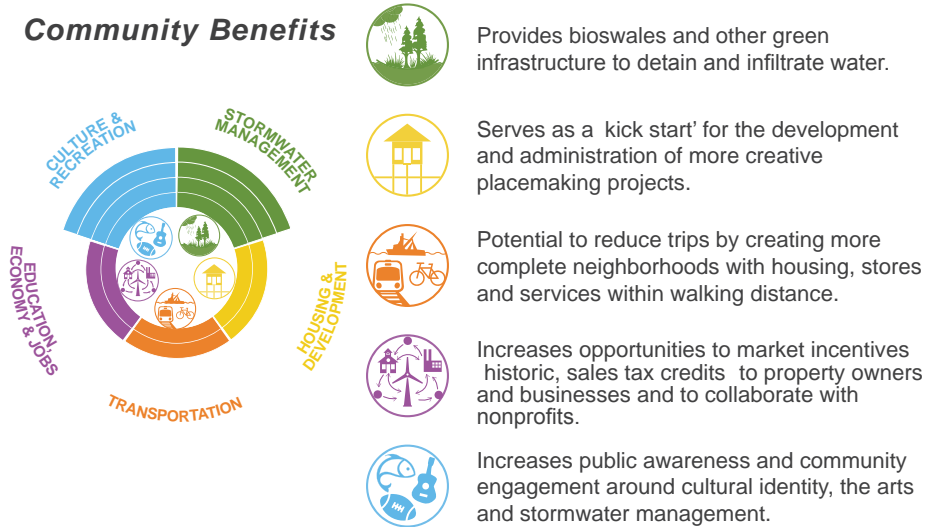 Community Benefits
CULTURE &
RECREATION
STORMWATER
MANAGEMENT
EDUCATION,
ECONOMY & JOBS
HOUSING &
DEVELOPMENT
TRANSPORTATION
Provides bioswales and other green
infrastructure to detain and infiltrate water.
Serves as a  kick start’ for the development
and administration of more creative
placemaking projects.
Potential to reduce trips by creating more
complete neighborhoods with housing, stores
and services within walking distance.
Increases opportunities to market incentives
historic, sales tax credits  to property owners
and businesses and to collaborate with
nonprofits.
Increases public awareness and community
engagement around cultural identity, the arts
and stormwater management.